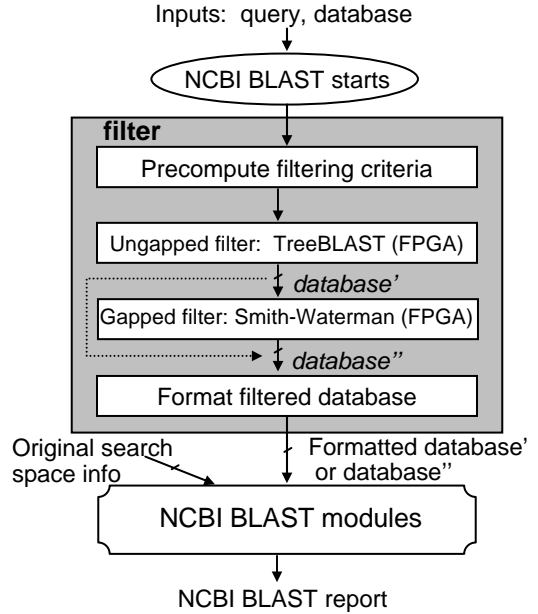 Inputs: query, database
NCBI BLAST starts
filter
Precompute filtering criteria
Ungapped filter: TreeBLAST (FPGA)
database'
Gapped filter: Smith-Waterman (FPGA)
database''
Format filtered database
Original search
space info
Formatted database'
or database''
NCBI BLAST modules
NCBI BLAST report